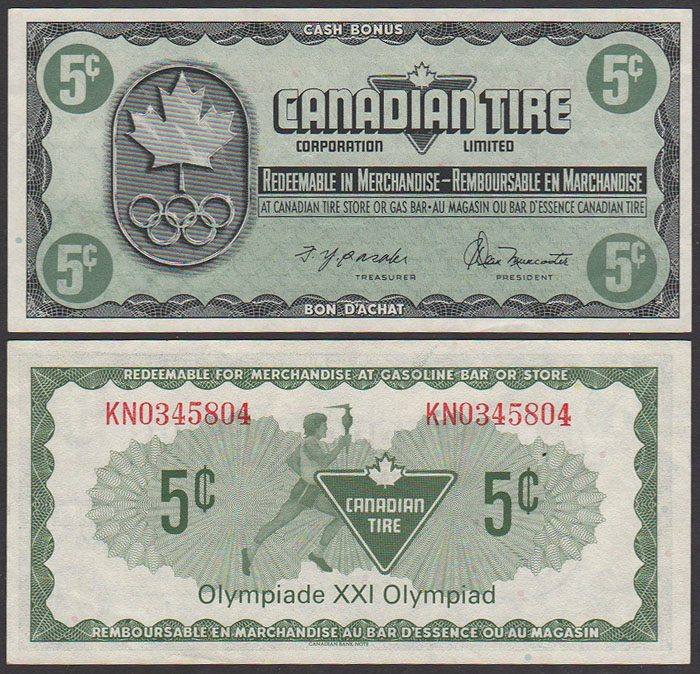 CASH BONUS
5¢ 5¢
CANADIAN TIRE
CORPORATION LIMITED
REDEEMABLE IN MERCHANDISE – REMBOURSABLE EN MARCHANDISE
AT CANADIAN TIRE STORE OR GAS BAR • AU MAGASIN OU BAR D'ESSENCE CANADIAN TIRE
5¢ 5¢
TREASURER PRESIDENT
BON D'ACHAT
REDEEMABLE FOR MERCHANDISE AT GASOLINE BAR OR STORE
KN0345804 KN0345804
5¢ 5¢
CANADIAN
TIRE
Olympiade XXI Olympiad
REMBOURSABLE EN MARCHANDISE AU BAR D'ESSENCE OU AU MAGASIN
CANADIAN BANK NOTE